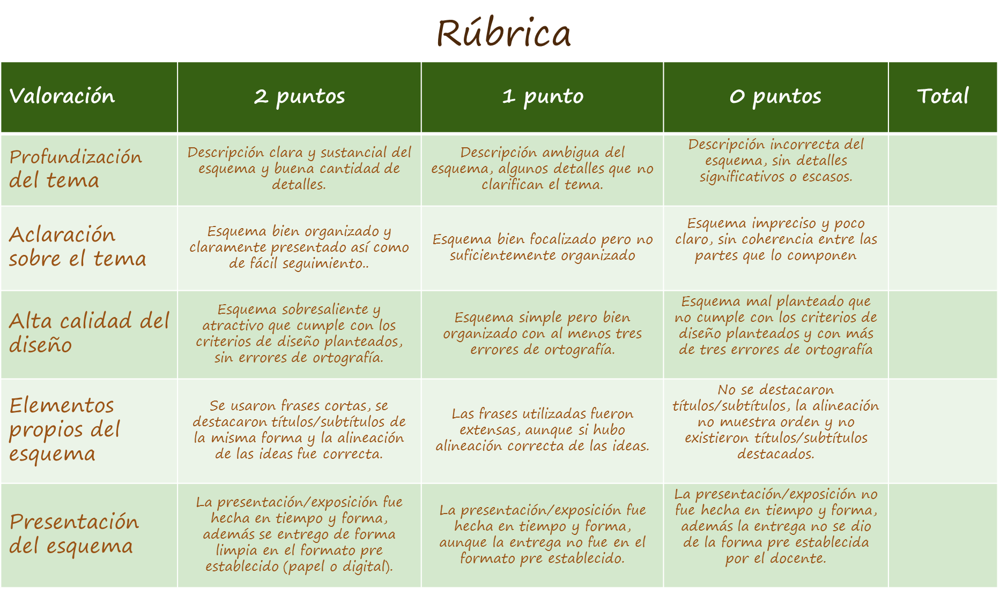 Rúbrica
Valoración
2 puntos
1 punto
0 puntos
Total
Profundización
del tema
Descripción clara y sustancial del
esquema y buena cantidad de
detalles.
Descripción ambigua del
esquema, algunos detalles que no
clarifican el tema.
Descripción incorrecta del
esquema, sin detalles
significativos o escasos.
Aclaración
sobre el tema
Esquema bien organizado y
claramente presentado así como
de fácil seguimiento..
Esquema bien focalizado pero no
suficientemente organizado
Esquema impreciso y poco
claro, sin coherencia entre las
partes que lo componen
Alta calidad del
diseño
Esquema sobresaliente y
atractivo que cumple con los
criterios de diseño planteados,
sin errores de ortografía.
Esquema simple pero bien
organizado con al menos tres
errores de ortografía.
Esquema mal planteado que
no cumple con los criterios de
diseño planteados y con más
de tres errores de ortografía
Elementos
propios del
esquema
Se usaron frases cortas, se
destacaron títulos/subtítulos de
la misma forma y la alineación
de las ideas fue correcta.
Las frases utilizadas fueron
extensas, aunque si hubo
alineación correcta de las ideas.
No se destacaron
títulos/subtítulos, la alineación
no muestra orden y no
existieron títulos/subtítulos
destacados.
Presentación
del esquema
La presentación/exposición fue
hecha en tiempo y forma,
además se entrego de forma
limpia en el formato pre
establecido (papel o digital).
La presentación/exposición fue
hecha en tiempo y forma,
aunque la entrega no fue en el
formato pre establecido.
La presentación/exposición no
fue hecha en tiempo y forma,
además la entrega no se dio
de la forma pre establecida
por el docente.